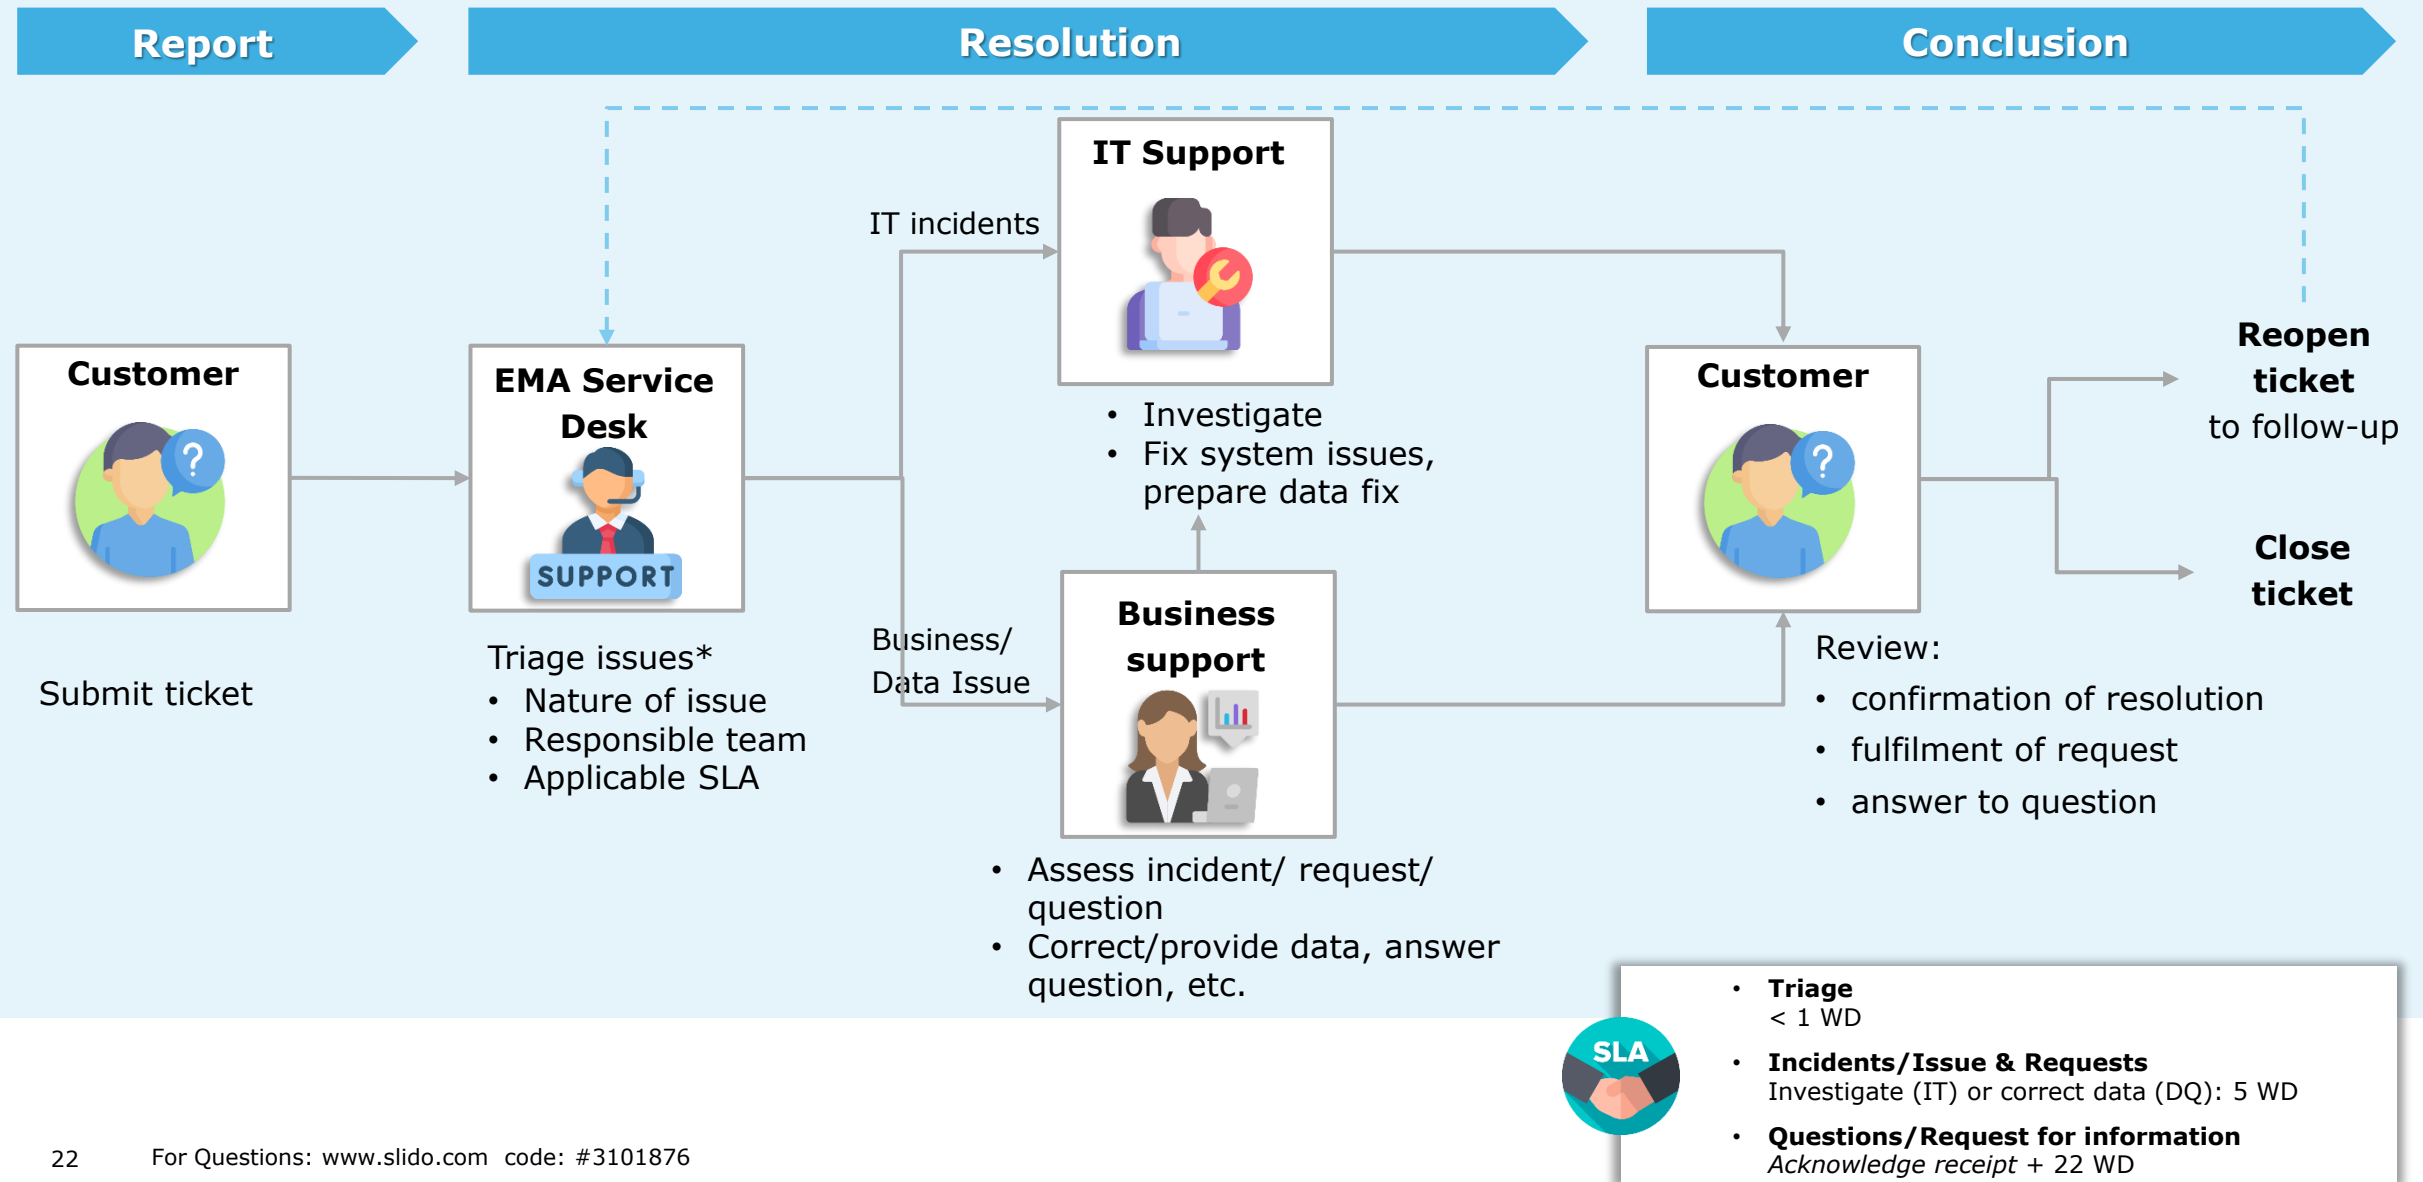 Report
Resolution
Conclusion
IT Support
IT incidents
Customer
EMA Service
Desk
SUPPORT
?
• Investigate
• Fix system issues,
prepare data fix
Customer
?
Reopen
ticket
to follow-up
Close
ticket
Submit ticket
Triage issues*
• Nature of issue
• Responsible team
• Applicable SLA
Business/
Data Issue
Business
support
• Assess incident/ request/
question
• Correct/provide data, answer
question, etc.
Review:
• confirmation of resolution
• fulfilment of request
• answer to question
SLA
• Triage
< 1 WD
• Incidents/Issue & Requests
Investigate (IT) or correct data (DQ): 5 WD
• Questions/Request for information
Acknowledge receipt + 22 WD
22 For Questions: www.slido.com code: #3101876